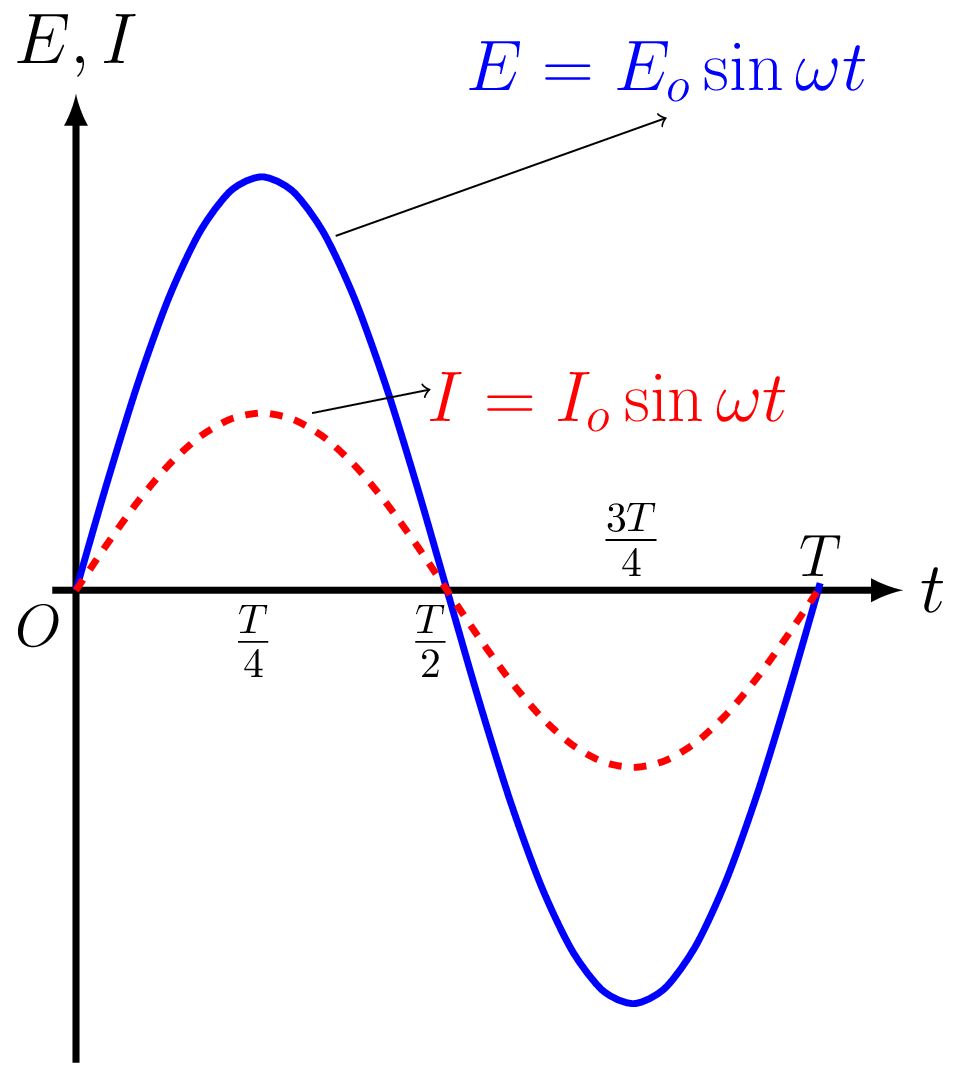 E, I
E = E_o sin ωt
I = I_o sin ωt
3T/4
T
t
O
T/4
T/2